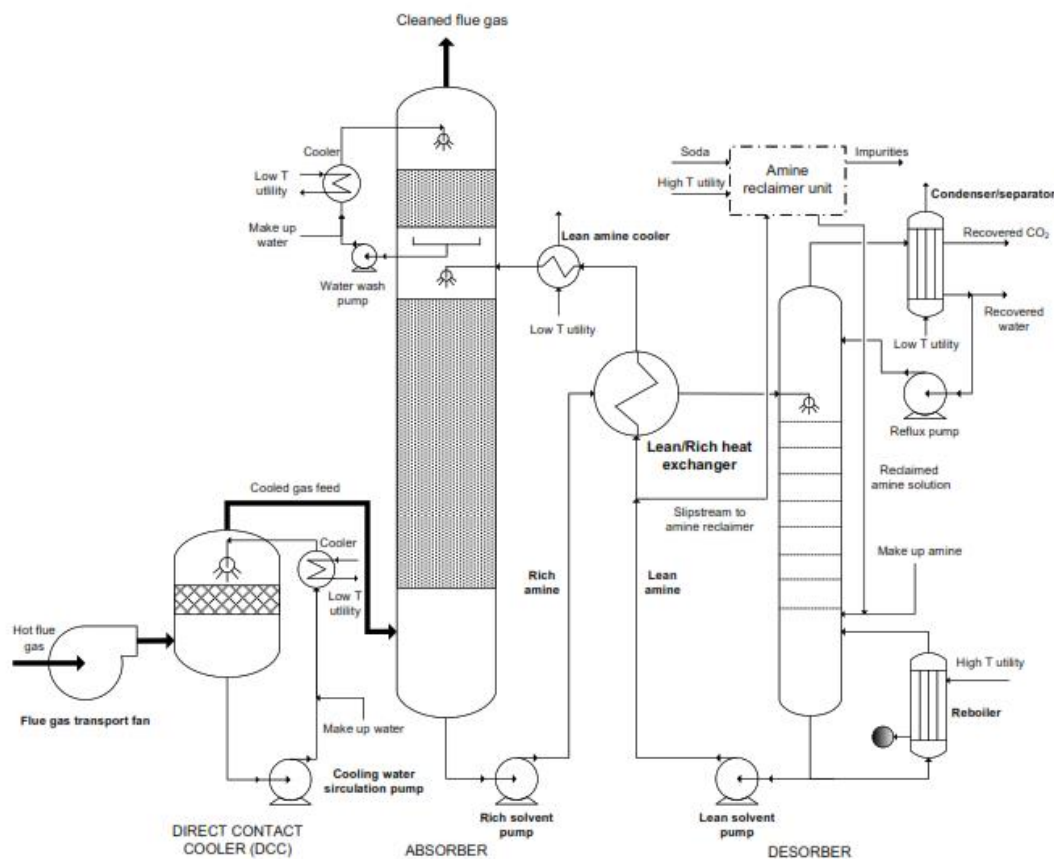 Cleaned flue gas
Cooler
Low T
utility
Make up
water
Water wash
pump
Lean amine cooler
Low T utility
Soda
High T utility
Amine
reclaimer unit
Impurities
Condenser/separator
Recovered CO₂
Recovered
water
Low T utility
Reflux pump
Lean/Rich heat
exchanger
Slipstream to
amine reclaimer
Reclaimed
amine solution
Make up amine
Cooled gas feed
Cooler
Low T
utlility
Rich
amine
Lean
amine
Hot flue
gas
Flue gas transport fan
Make up water
Cooling water
sirculation pump
High T utility
Reboiler
Rich solvent
pump
Lean solvent
pump
DIRECT CONTACT
COOLER (DCC)
ABSORBER
DESORBER